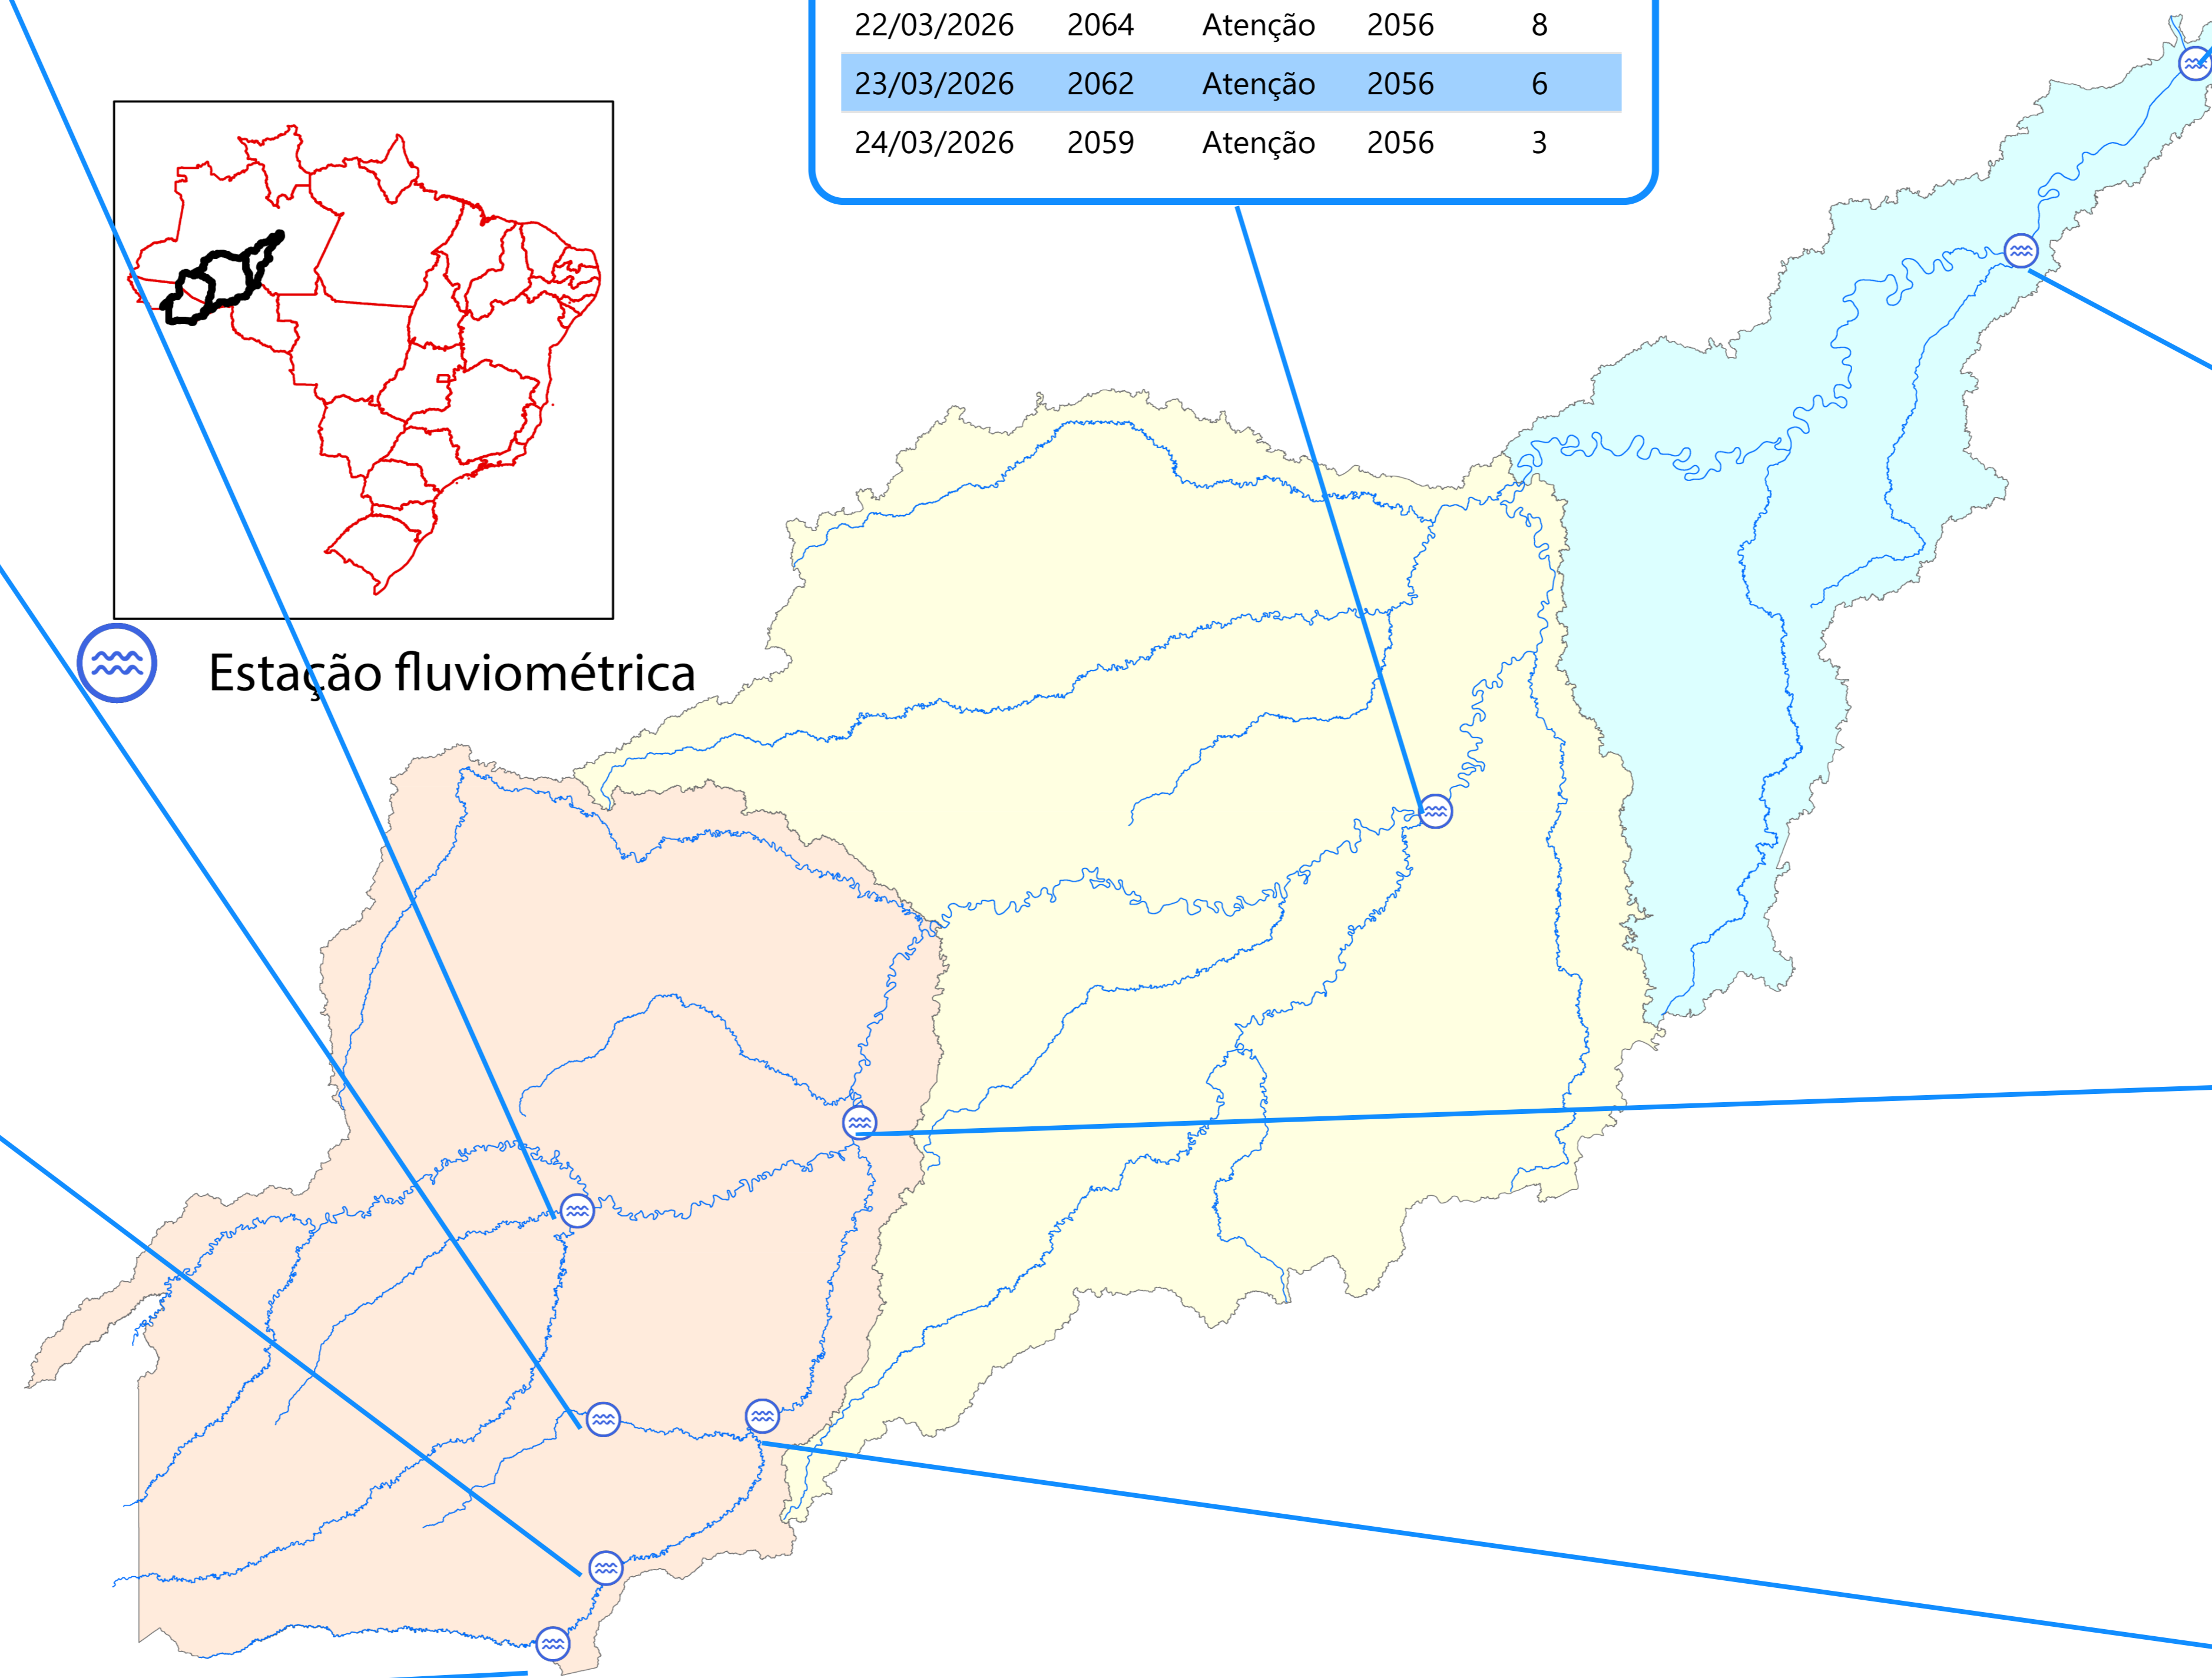 22/03/2026 2064 Atenção 2056 8
23/03/2026 2062 Atenção 2056 6
24/03/2026 2059 Atenção 2056 3
Estação fluviométrica